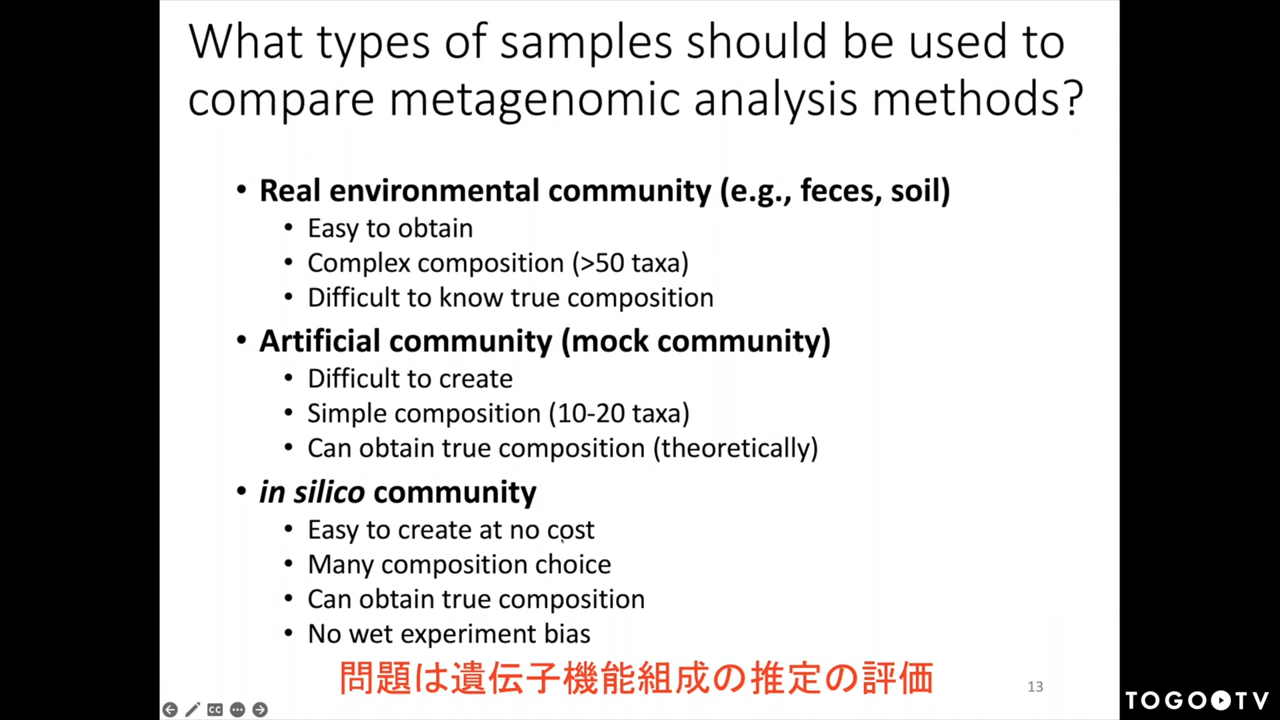 What types of samples should be used to
compare metagenomic analysis methods?
• Real environmental community (e.g., feces, soil)
• Easy to obtain
• Complex composition (>50 taxa)
• Difficult to know true composition
• Artificial community (mock community)
• Difficult to create
• Simple composition (10-20 taxa)
• Can obtain true composition (theoretically)
• in silico community
• Easy to create at no cost
• Many composition choice
• Can obtain true composition
• No wet experiment bias
問題は遺伝子機能組成の推定の評価
13
CC
TOGO TV